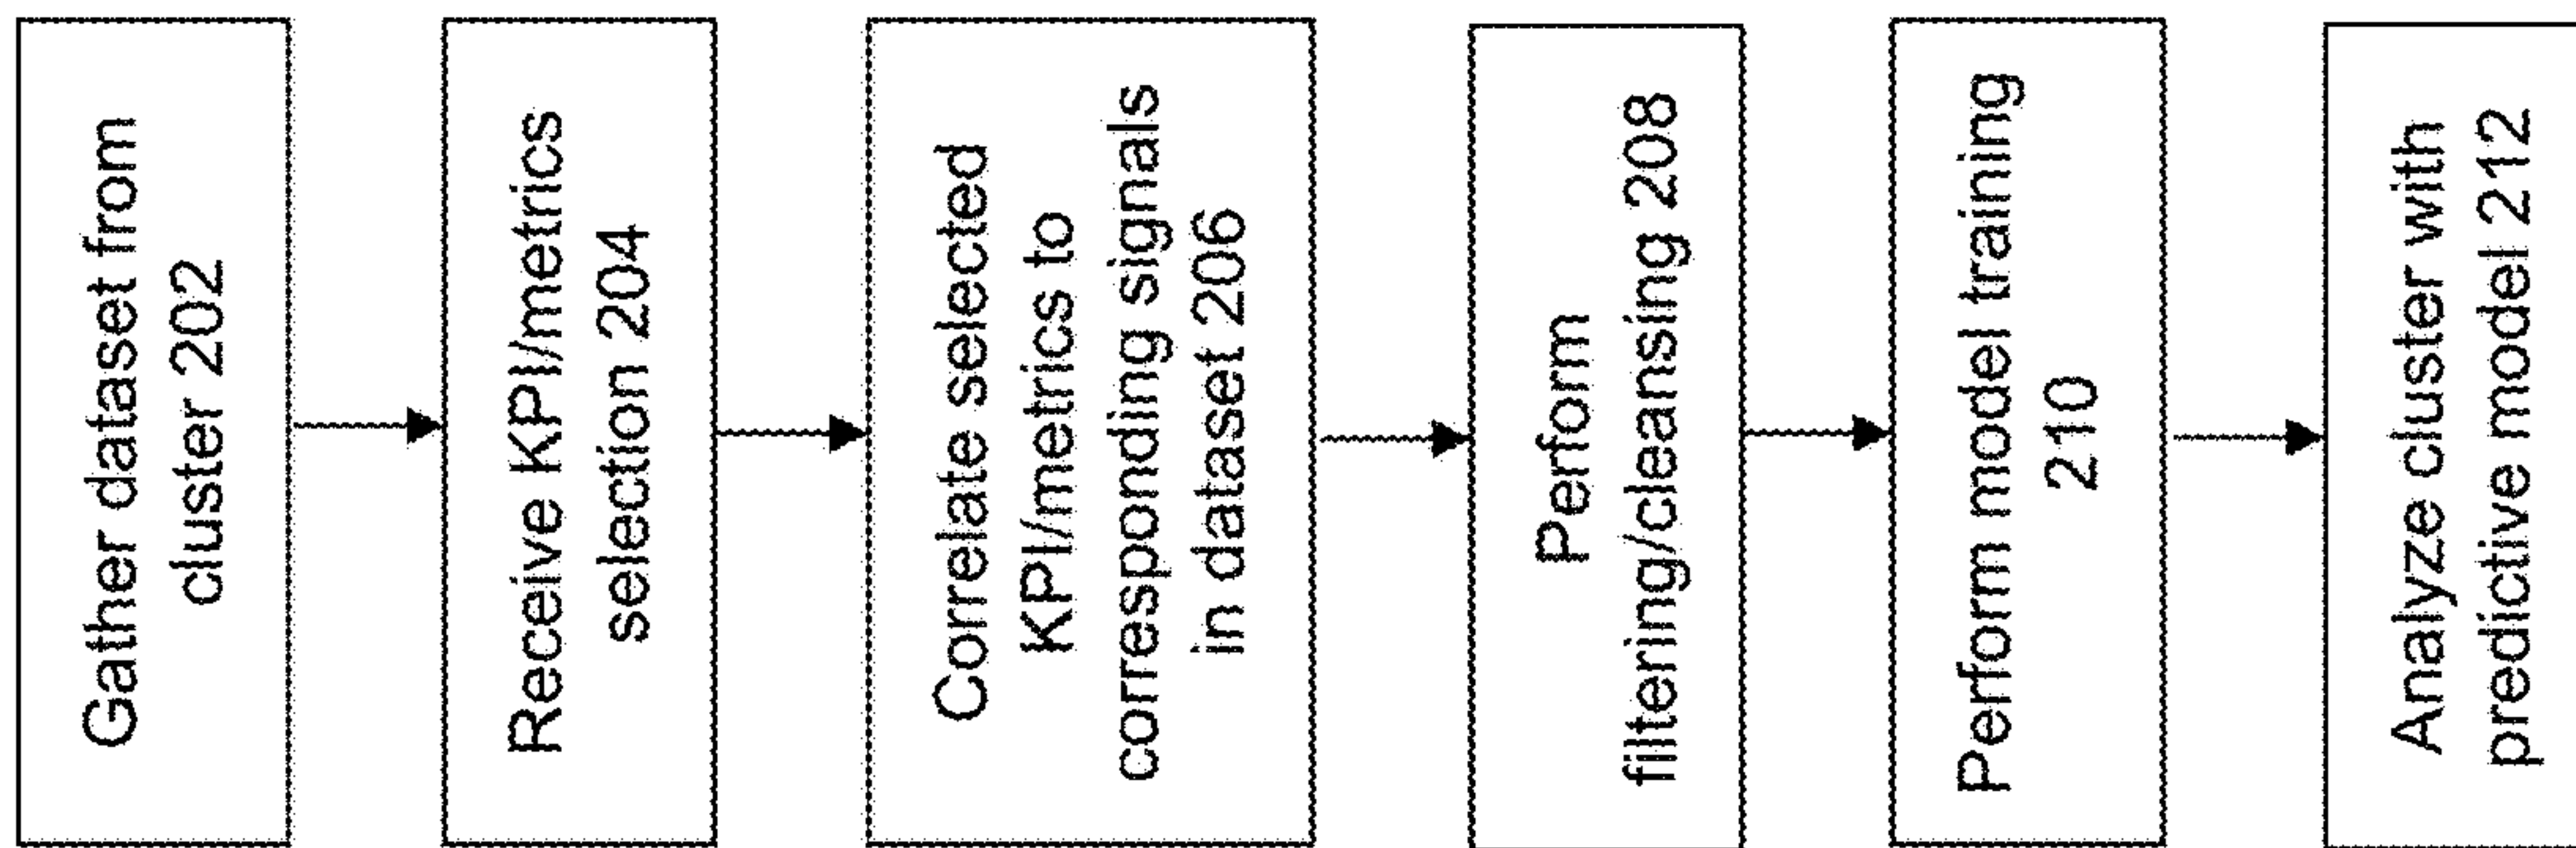 Gather dataset from
cluster 202
Receive KPI/metrics
selection 204
Correlate selected
KPI/metrics to
corresponding signals
in dataset 206
Perform
filtering/cleansing 208
Perform model training
210
Analyze cluster with
predictive model 212